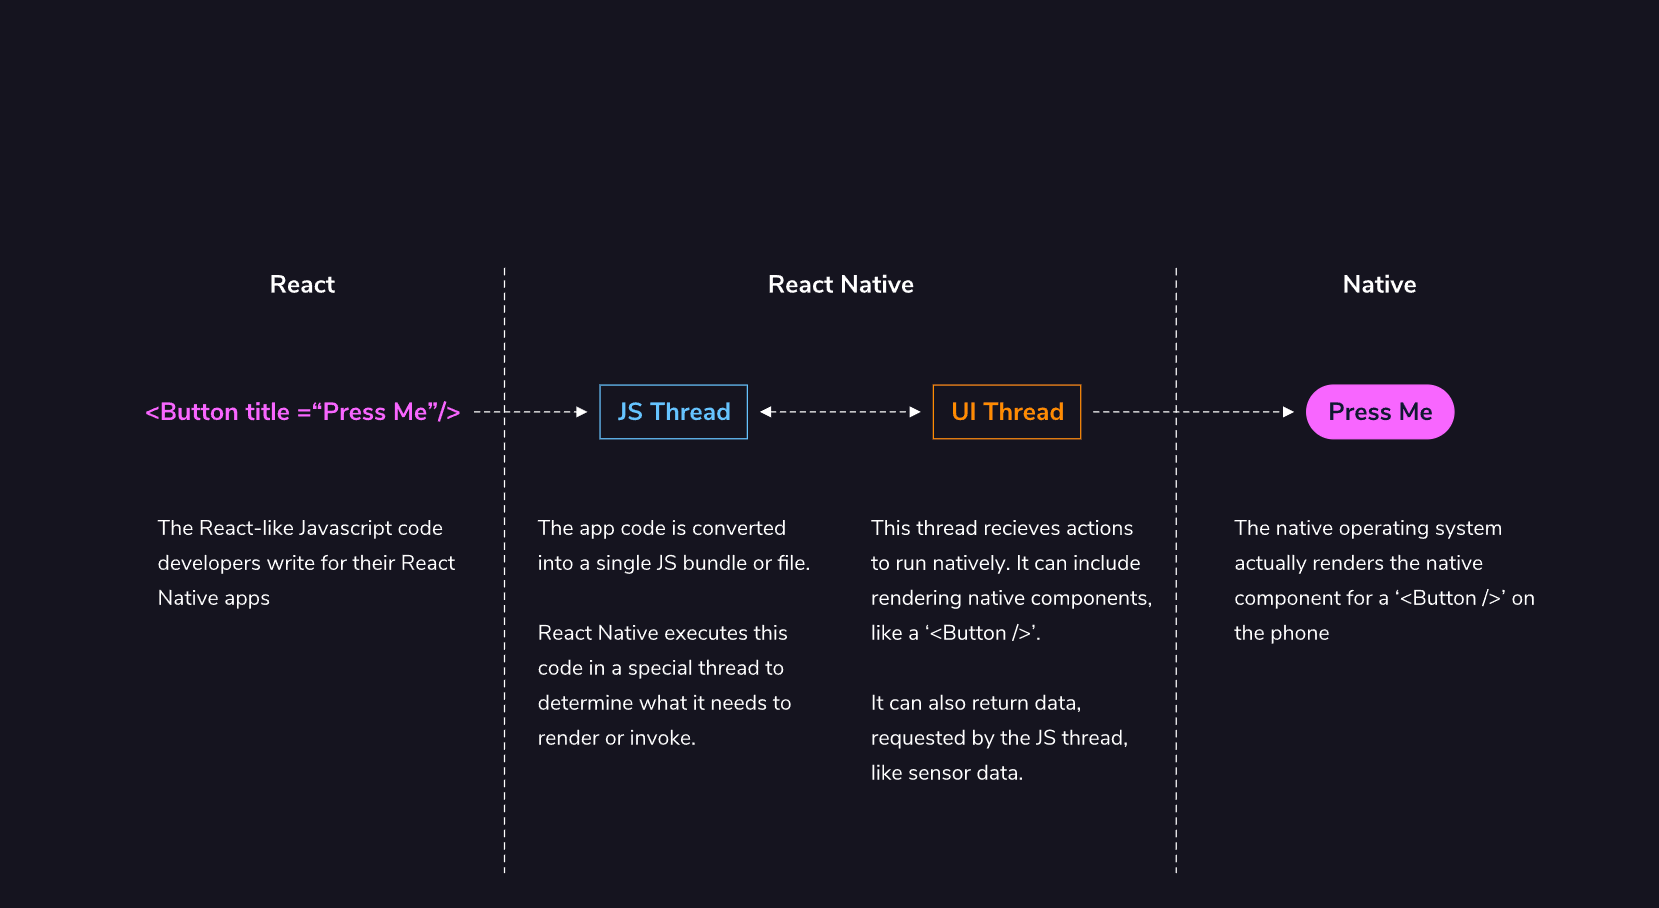 React
React Native
Native
<Button title =“Press Me”/>
JS Thread
UI Thread
Press Me
The React-like Javascript code
developers write for their React
Native apps
The app code is converted
into a single JS bundle or file.
React Native executes this
code in a special thread to
determine what it needs to
render or invoke.
This thread recieves actions
to run natively. It can include
rendering native components,
like a ‘<Button />’.
It can also return data,
requested by the JS thread,
like sensor data.
The native operating system
actually renders the native
component for a ‘<Button />’ on
the phone